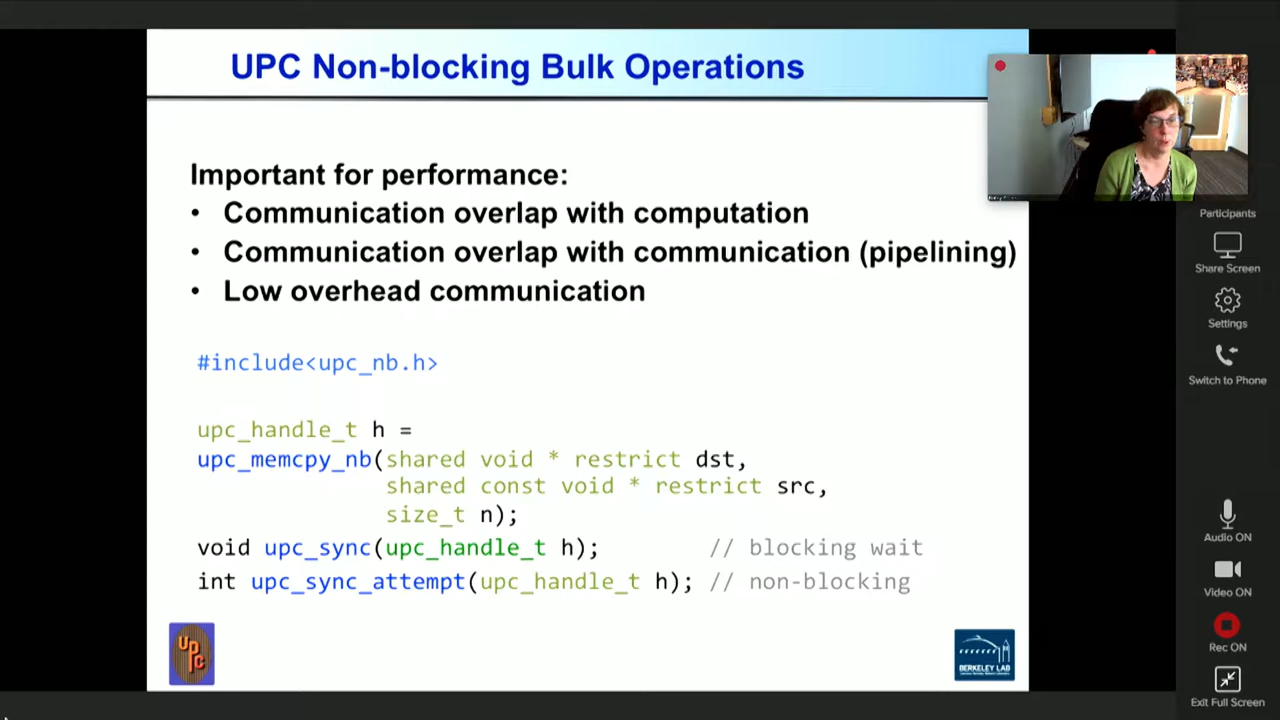 UPC Non-blocking Bulk Operations
Important for performance:
• Communication overlap with computation
• Communication overlap with communication (pipelining)
• Low overhead communication
#include<upc_nb.h>
upc_handle_t h =
upc_memcpy_nb(shared void * restrict dst,
shared const void * restrict src,
size_t n);
void upc_sync(upc_handle_t h); // blocking wait
int upc_sync_attempt(upc_handle_t h); // non-blocking
UPC
BERKELEY LAB
Participants
Share Screen
Settings
Switch to Phone
Audio ON
Video ON
Rec ON
Exit Full Screen